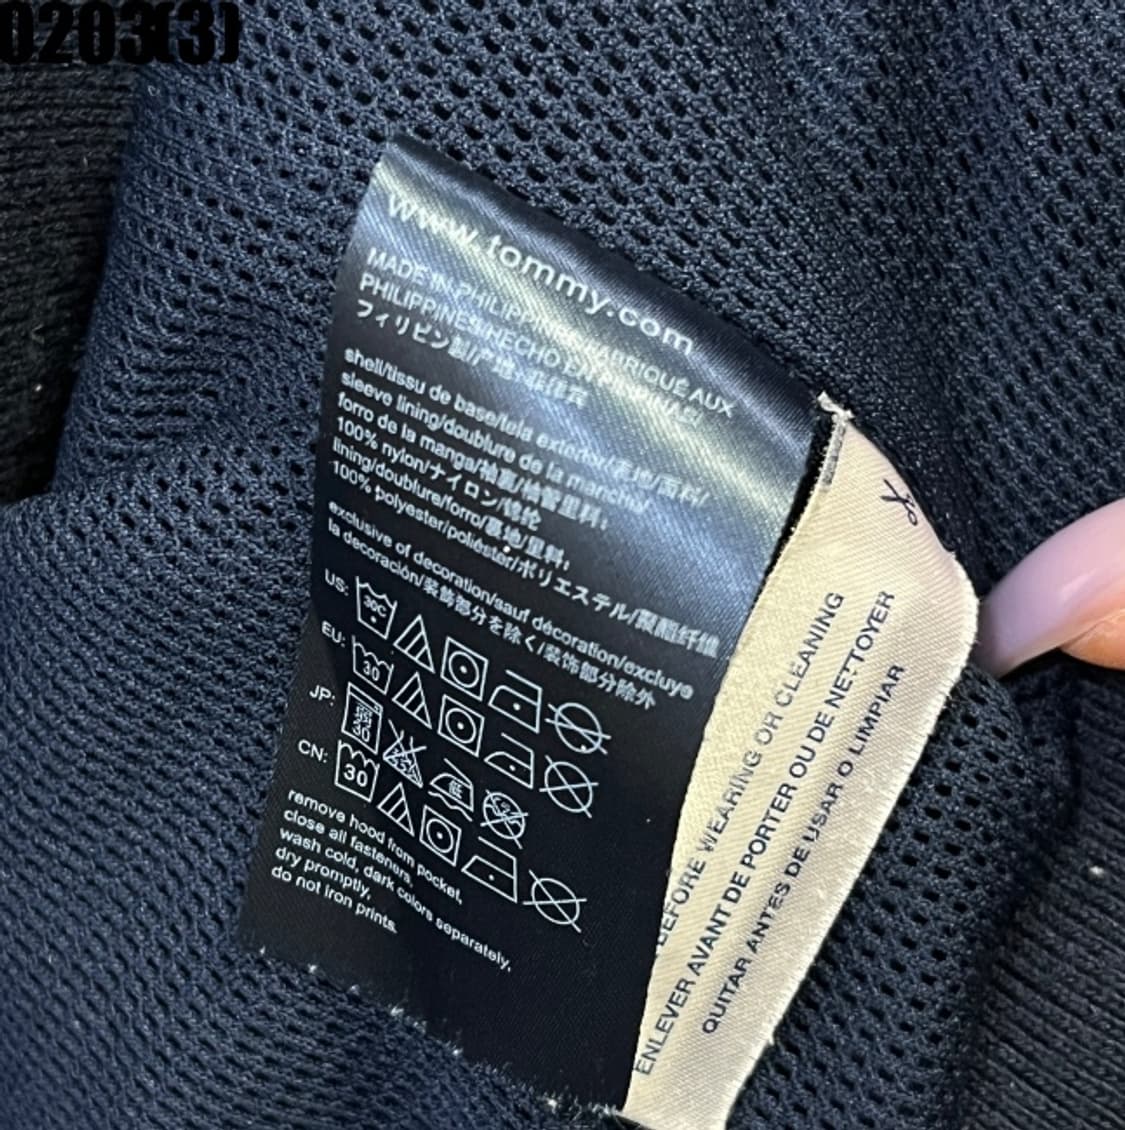 0203(3)
www.tommy.com
MADE IN PHILIPPINES/FABRIQUÉ AUX
PHILIPPINES/HECHO EN FILIPINAS/
フィリピン製/产地:菲律宾
shell/tissu de base/tela exterior/表地/面料/
sleeve lining/doublure de la manche/
forro de la manga/袖裏/袖管里料:
100% nylon/ナイロン/锦纶
lining/doublure/forro/裏地/里料:
100% polyester/poliéster/ポリエステル/聚酯纤维
exclusive of decoration/sauf décoration/excluye
la decoración/装飾部分を除く/装饰部分除外
US: 30C
EU: 30
JP: 30 低
CN: 30
remove hood from pocket,
close all fasteners,
wash cold, dark colors separately,
dry promptly,
do not iron prints.
BEFORE WEARING OR CLEANING
ENLEVER AVANT DE PORTER OU DE NETTOYER
QUITAR ANTES DE USAR O LIMPIAR